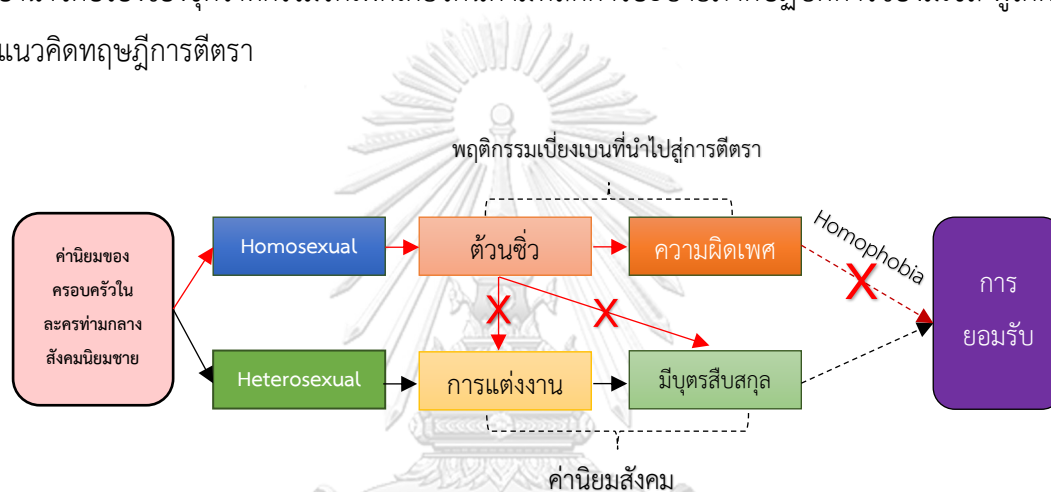 แนวคิดทฤษฎีการตีตรา
พฤติกรรมเบี่ยงเบนที่นำไปสู่การตีตรา
ค่านิยมของ
ครอบครัวใน
ละครท่ามกลาง
สังคมนิยมชาย
Homosexual
ต้วนซิ่ว
ความผิดเพศ
Homophobia
การ
ยอมรับ
X
X
X
Heterosexual
การแต่งงาน
มีบุตรสืบสกุล
ค่านิยมสังคม